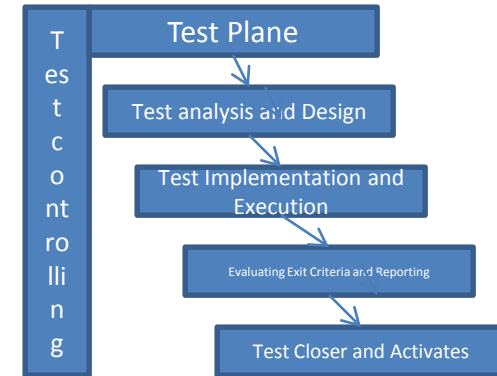 T
es
t
c
o
nt
ro
lli
n
g
Test Plane
Test analysis and Design
Test Implementation and
Execution
Evaluating Exit Criteria and Reporting
Test Closer and Activates